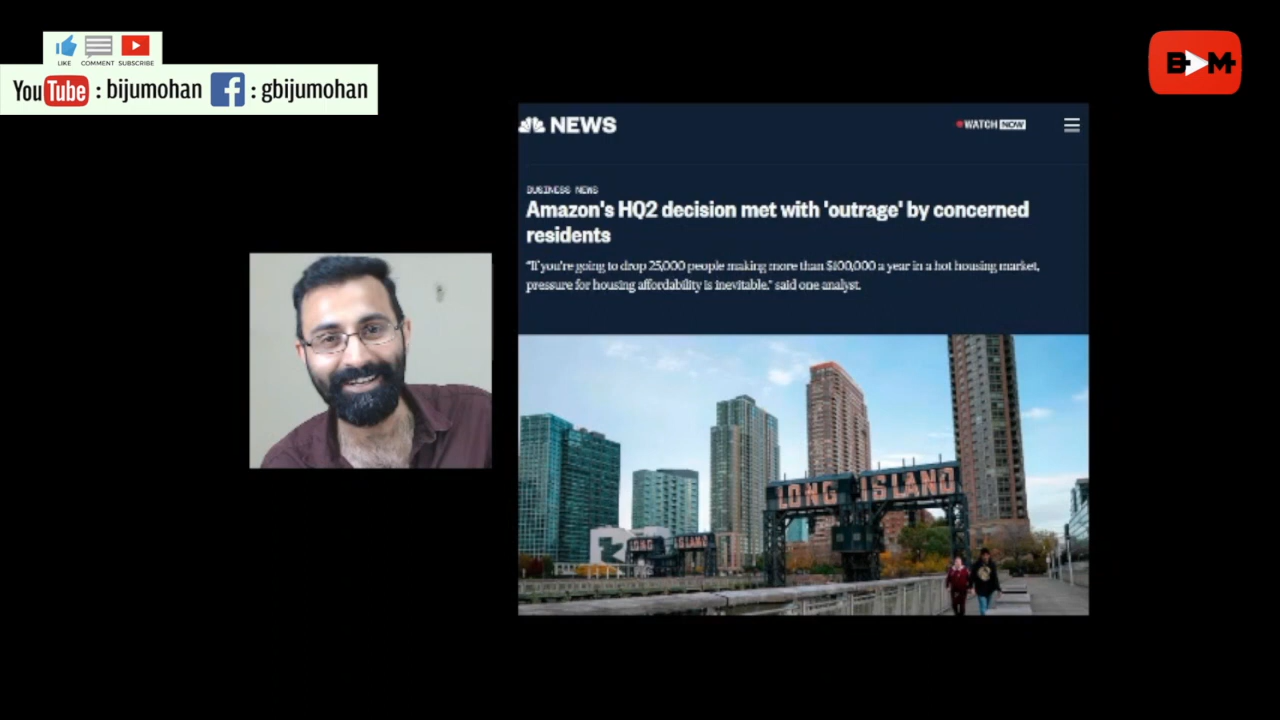 LIKE COMMENT SUBSCRIBE
YouTube : bijumohan f : gbijumohan
B M
NEWS
WATCH NOW
BUSINESS NEWS
Amazon's HQ2 decision met with 'outrage' by concerned
residents
"If you're going to drop 25,000 people making more than $100,000 a year in a hot housing market,
pressure for housing affordability is inevitable," said one analyst.
LONG ISLAND
LONG ISLAND